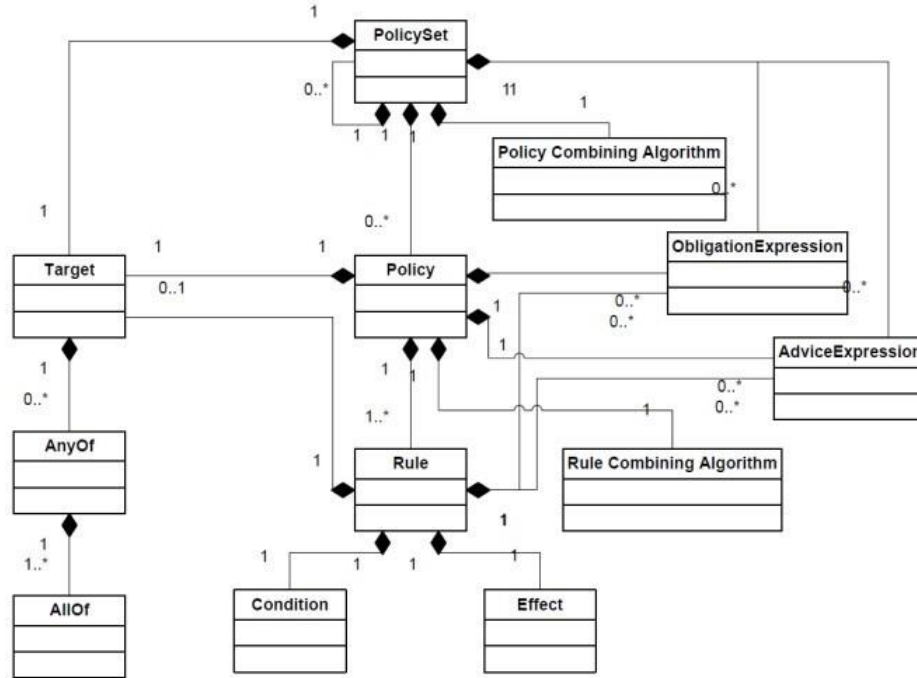 1
PolicySet
0..*
11
1
1
1
1
Policy Combining Algorithm
0..*
1
0..*
ObligationExpression
1
1
Target
Policy
0..1
0..*
1
0..*
0..*
1
AdviceExpression
1
1
1
0..*
0..*
0..*
1..*
1
AnyOf
1
Rule
Rule Combining Algorithm
1
1
1
1
1
1
1
1..*
Condition
Effect
AllOf